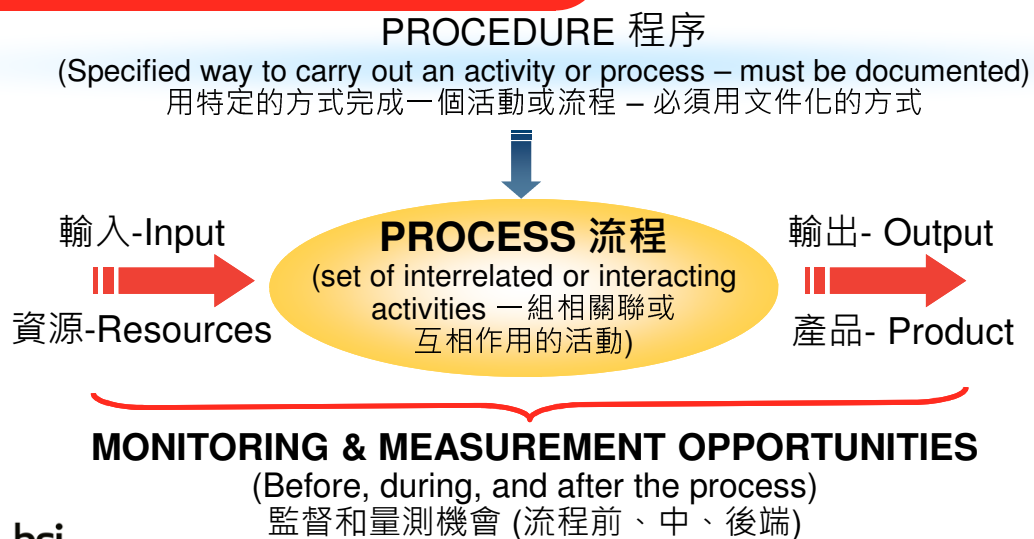 PROCEDURE 程序
(Specified way to carry out an activity or process – must be documented)
用特定的方式完成一個活動或流程 – 必須用文件化的方式
輸入-Input
資源-Resources
PROCESS 流程
(set of interrelated or interacting
activities 一組相關聯或
互相作用的活動)
輸出- Output
產品- Product
MONITORING & MEASUREMENT OPPORTUNITIES
(Before, during, and after the process)
監督和量測機會 (流程前、中、後端)
bsi